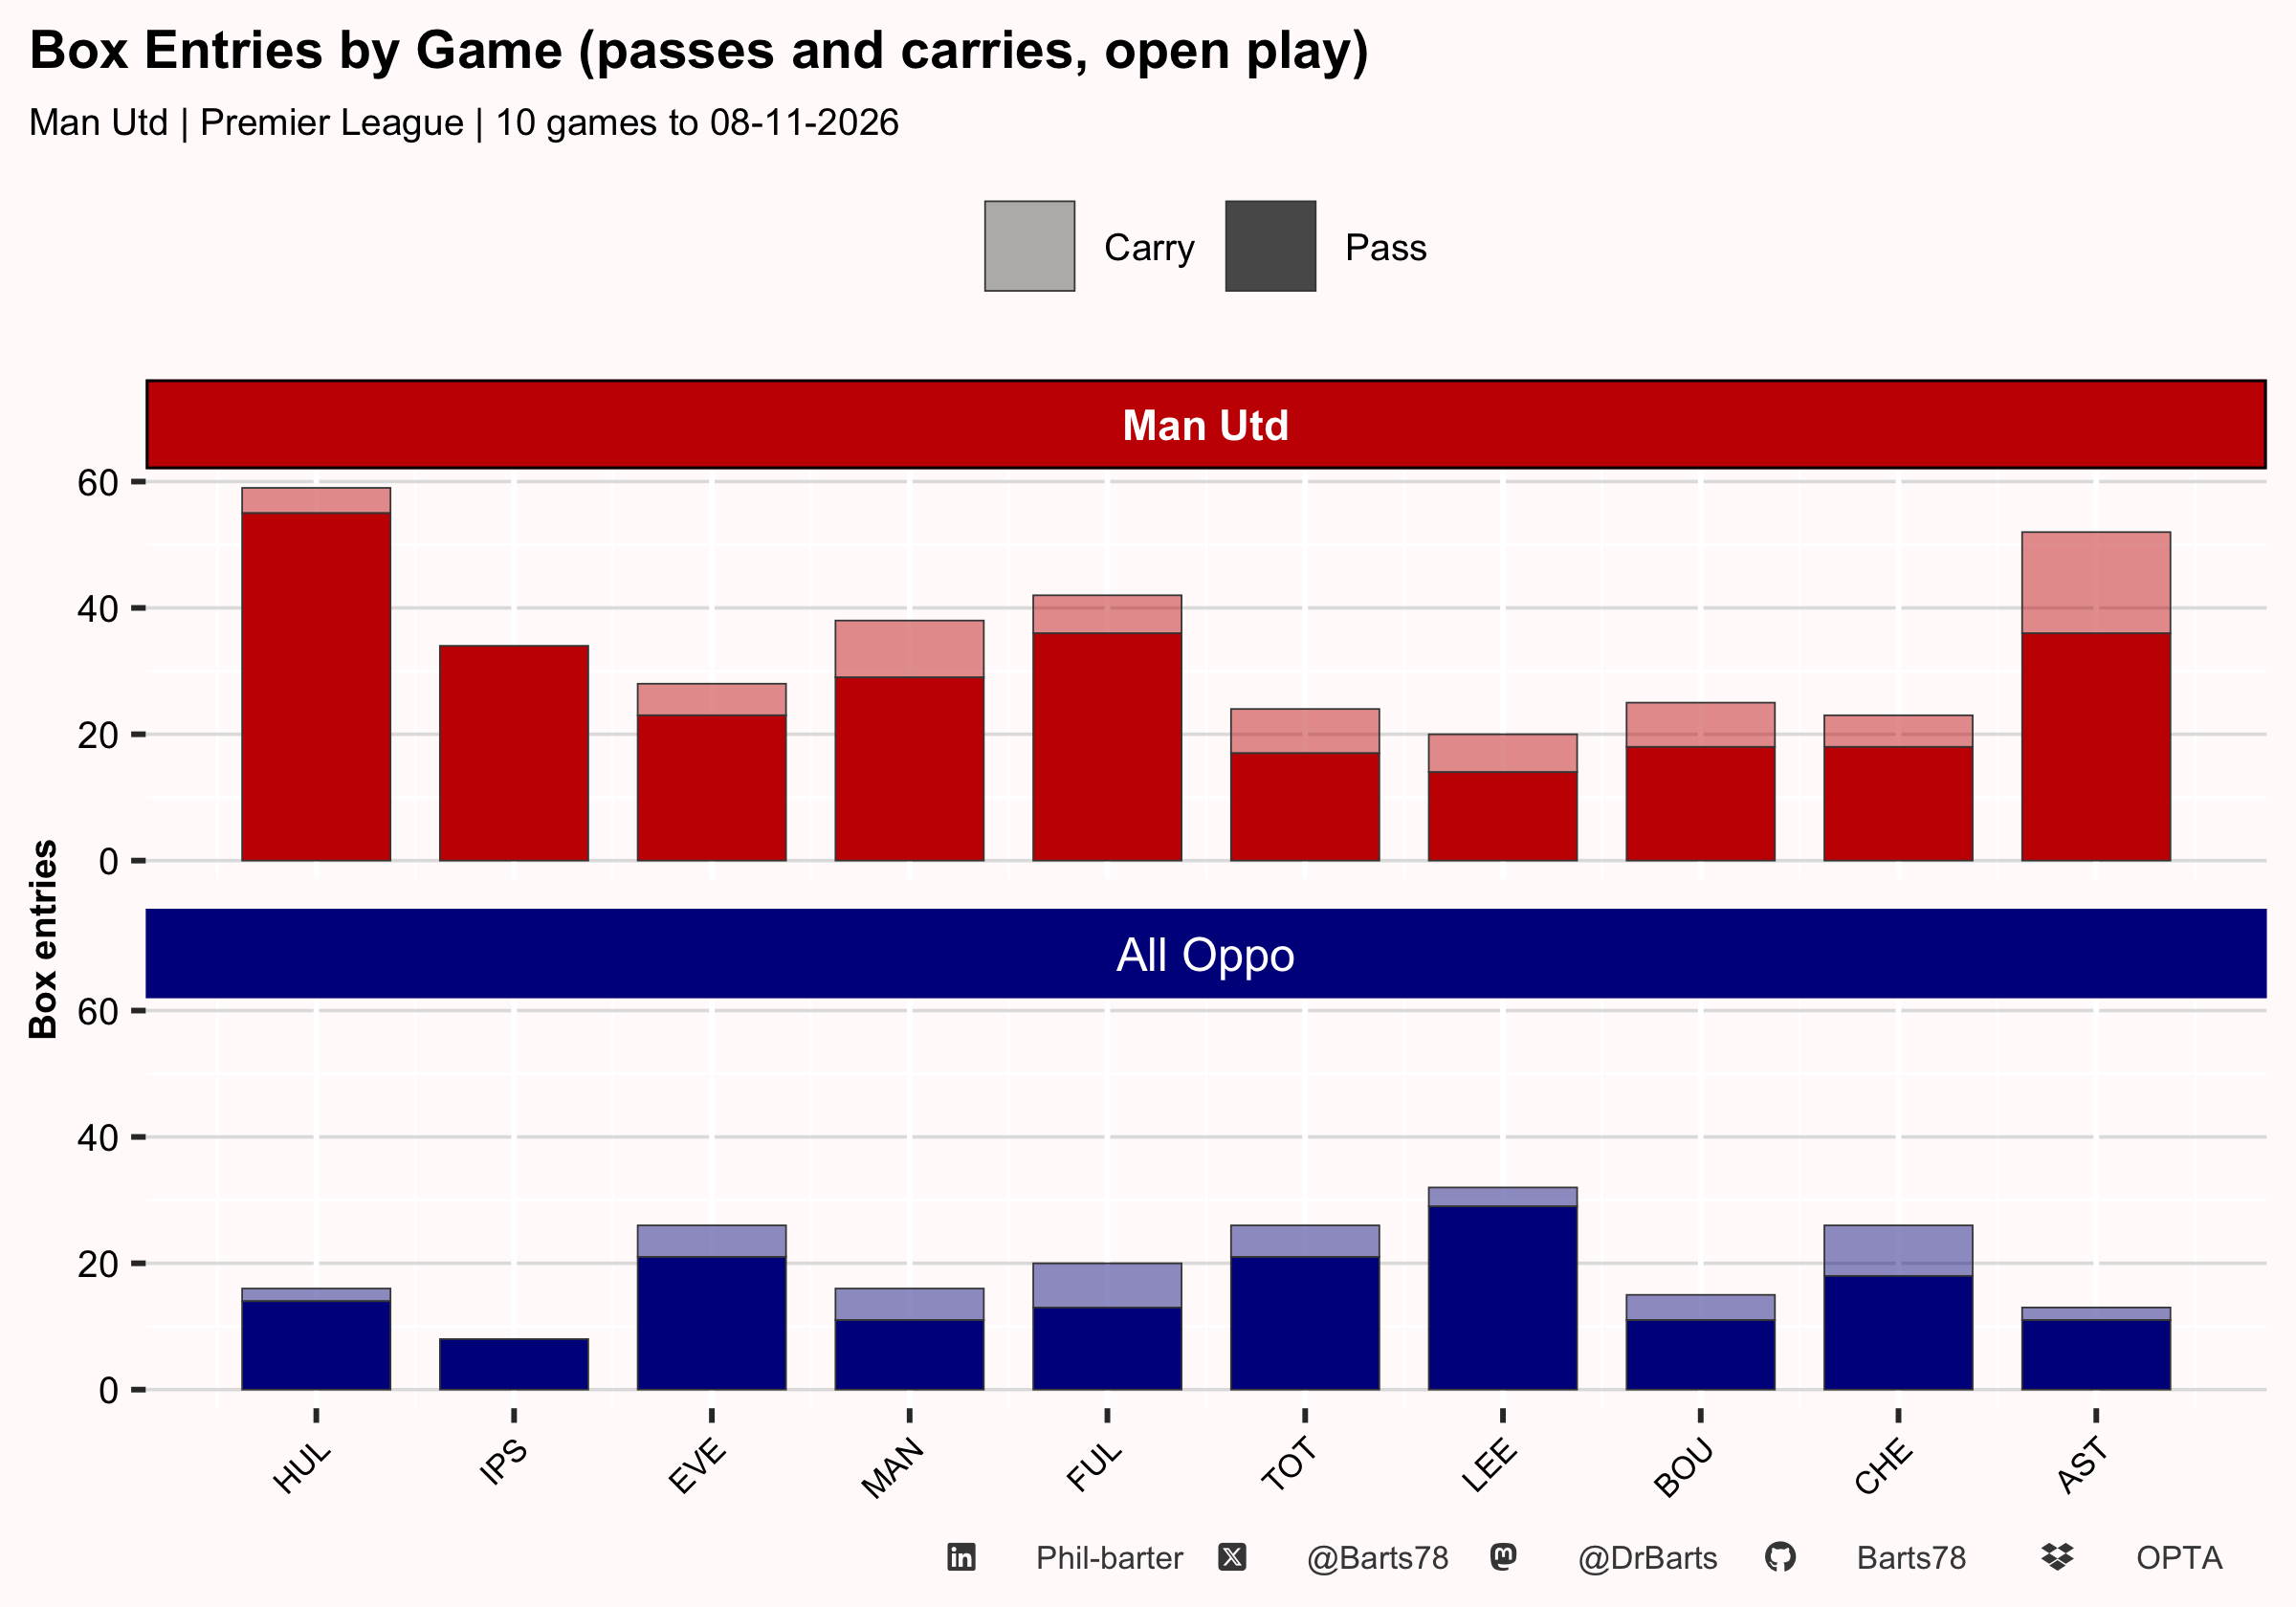 Box Entries by Game (passes and carries, open play)
Man Utd | Premier League | 10 games to 08-11-2026
Carry Pass
Man Utd
60
40
20
0
Box entries
All Oppo
60
40
20
0
HUL IPS EVE MAN FUL TOT LEE BOU CHE AST
Phil-barter @Barts78 @DrBarts Barts78 OPTA